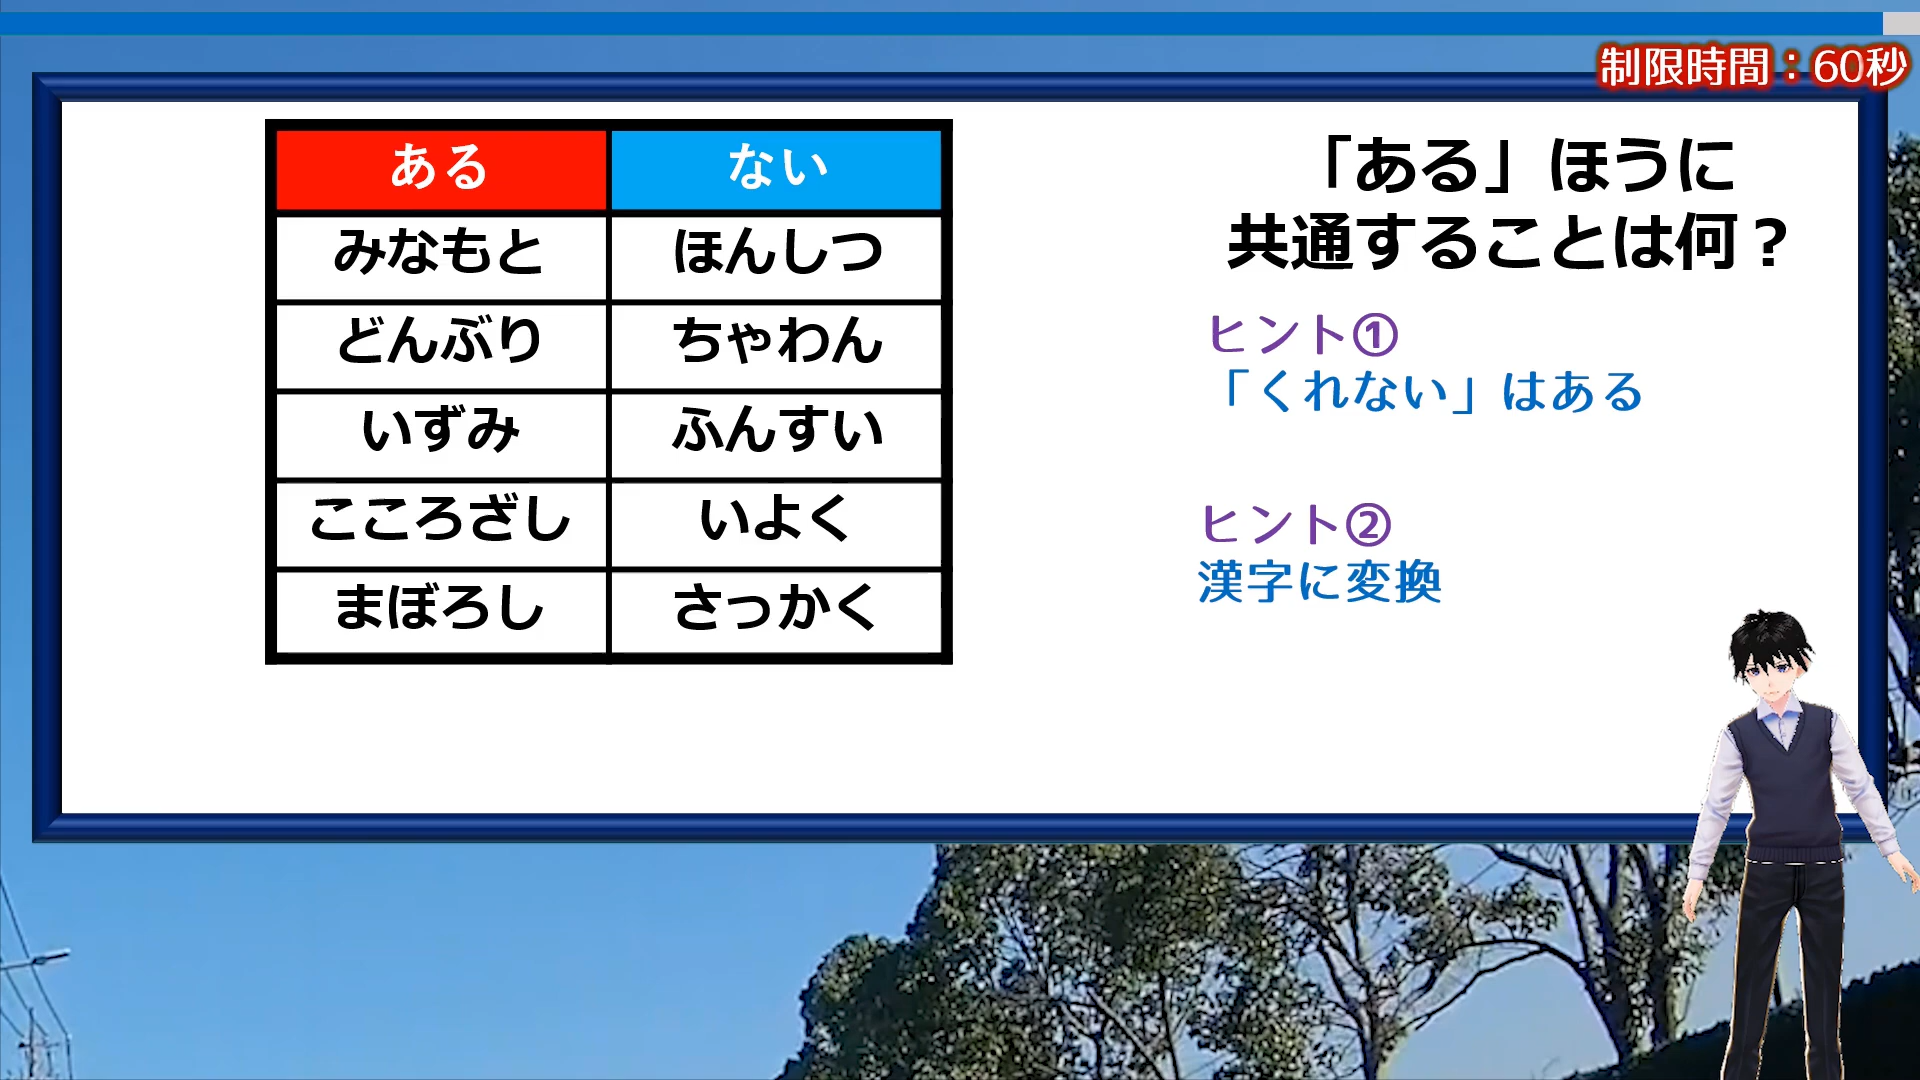 制限時間：60秒
ある ない
みなもと ほんしつ
どんぶり ちゃわん
いずみ ふんすい
こころざし いよく
まぼろし さっかく
「ある」ほうに
共通することは何？
ヒント①
「くれない」はある
ヒント②
漢字に変換